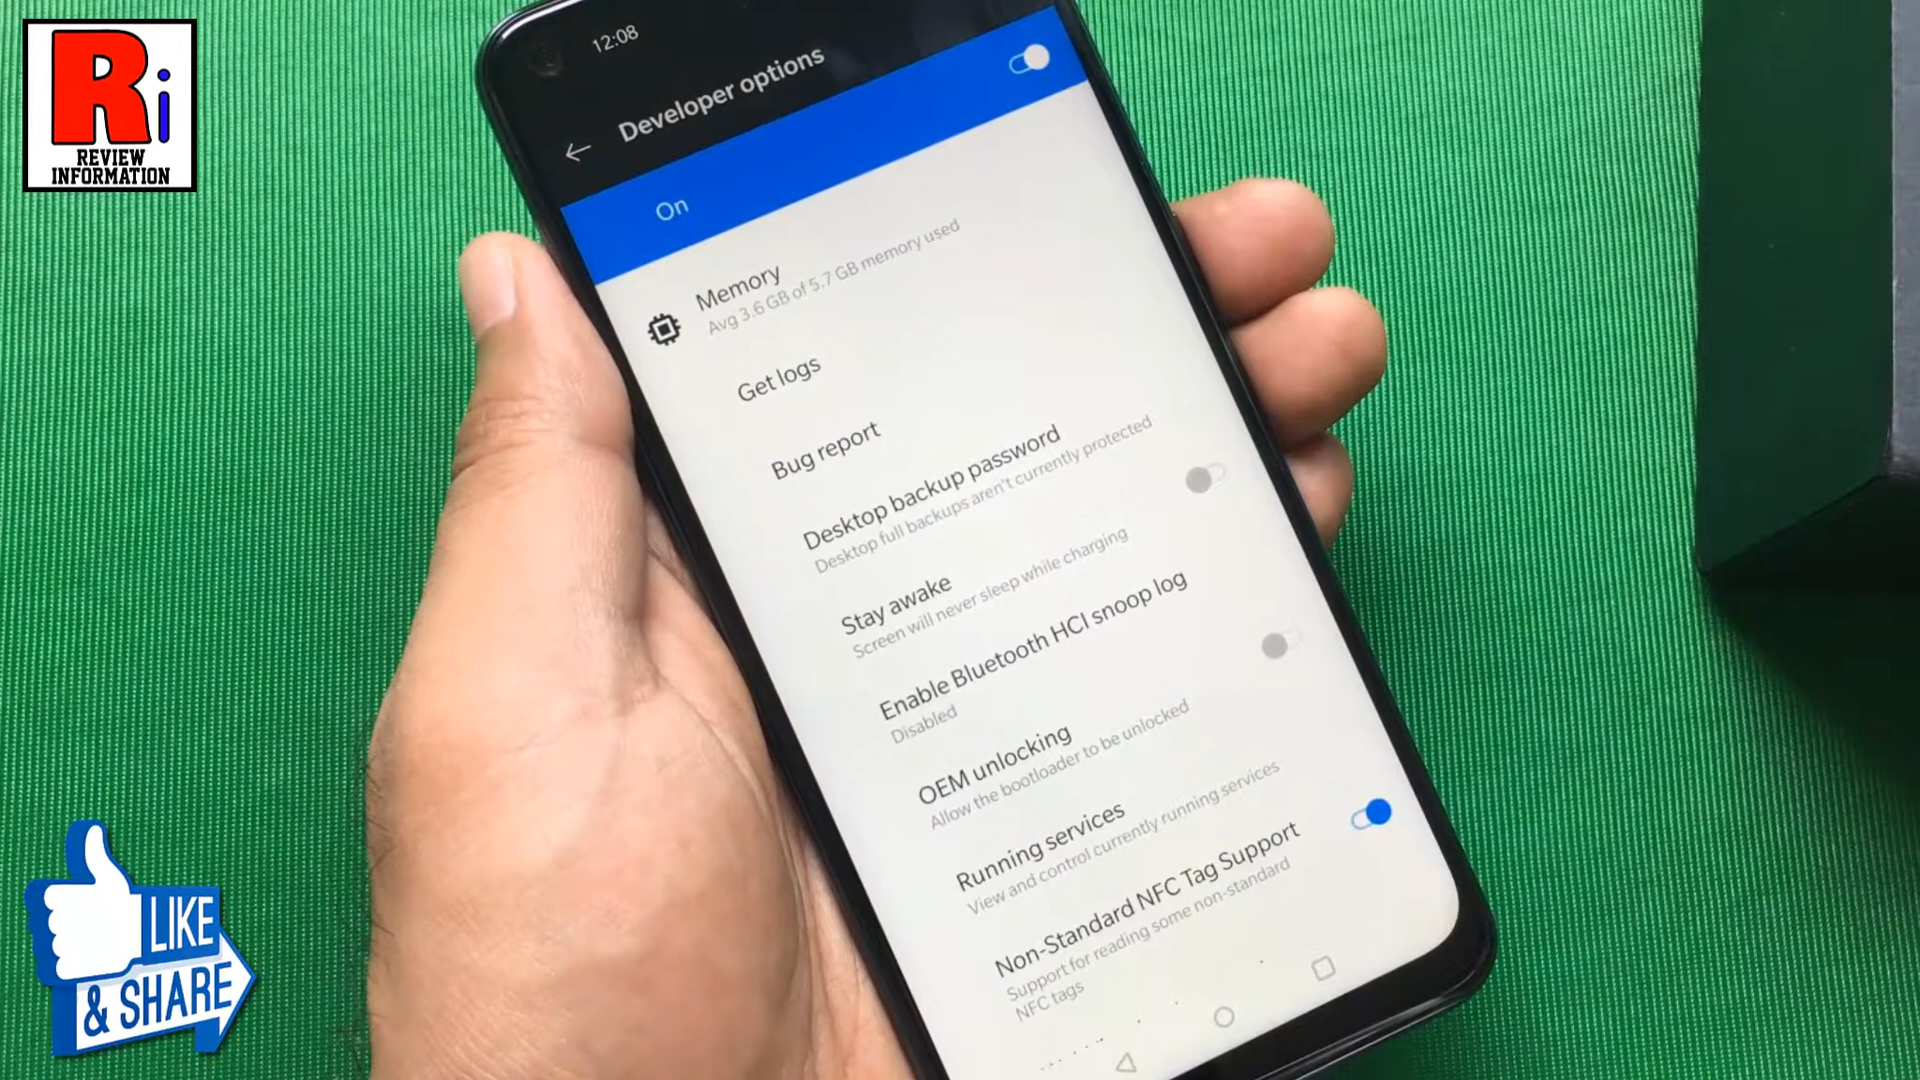 Ri
REVIEW
INFORMATION
12:08
Developer options
On
Memory
Avg 3.6 GB of 5.7 GB memory used
Get logs
Bug report
Desktop backup password
Desktop full backups aren't currently protected
Stay awake
Screen will never sleep while charging
Enable Bluetooth HCI snoop log
Disabled
OEM unlocking
Allow the bootloader to be unlocked
Running services
View and control currently running services
Non-Standard NFC Tag Support
Support for reading some non-standard
NFC tags
LIKE
& SHARE